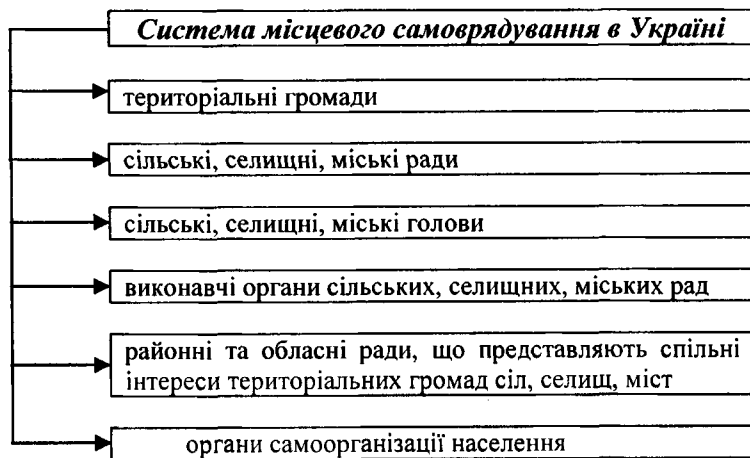 Система місцевого самоврядування в Україні
територіальні громади
сільські, селищні, міські ради
сільські, селищні, міські голови
виконавчі органи сільських, селищних, міських рад
районні та обласні ради, що представляють спільні
інтереси територіальних громад сіл, селищ, міст
органи самоорганізації населення